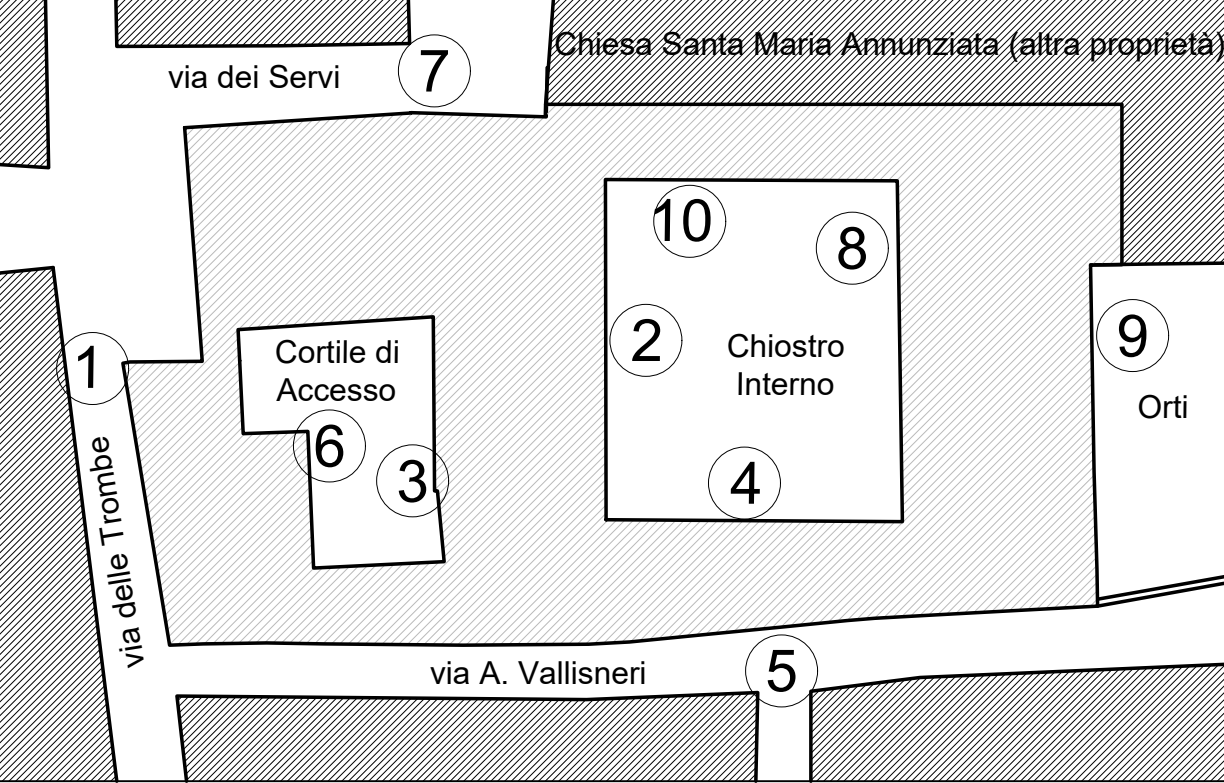 Chiesa Santa Maria Annunziata (altra proprietà)
via dei Servi
7
10
8
1
Cortile di
Accesso
2
Chiostro
Interno
9
Orti
6
3
4
via delle Trombe
via A. Vallisneri
5